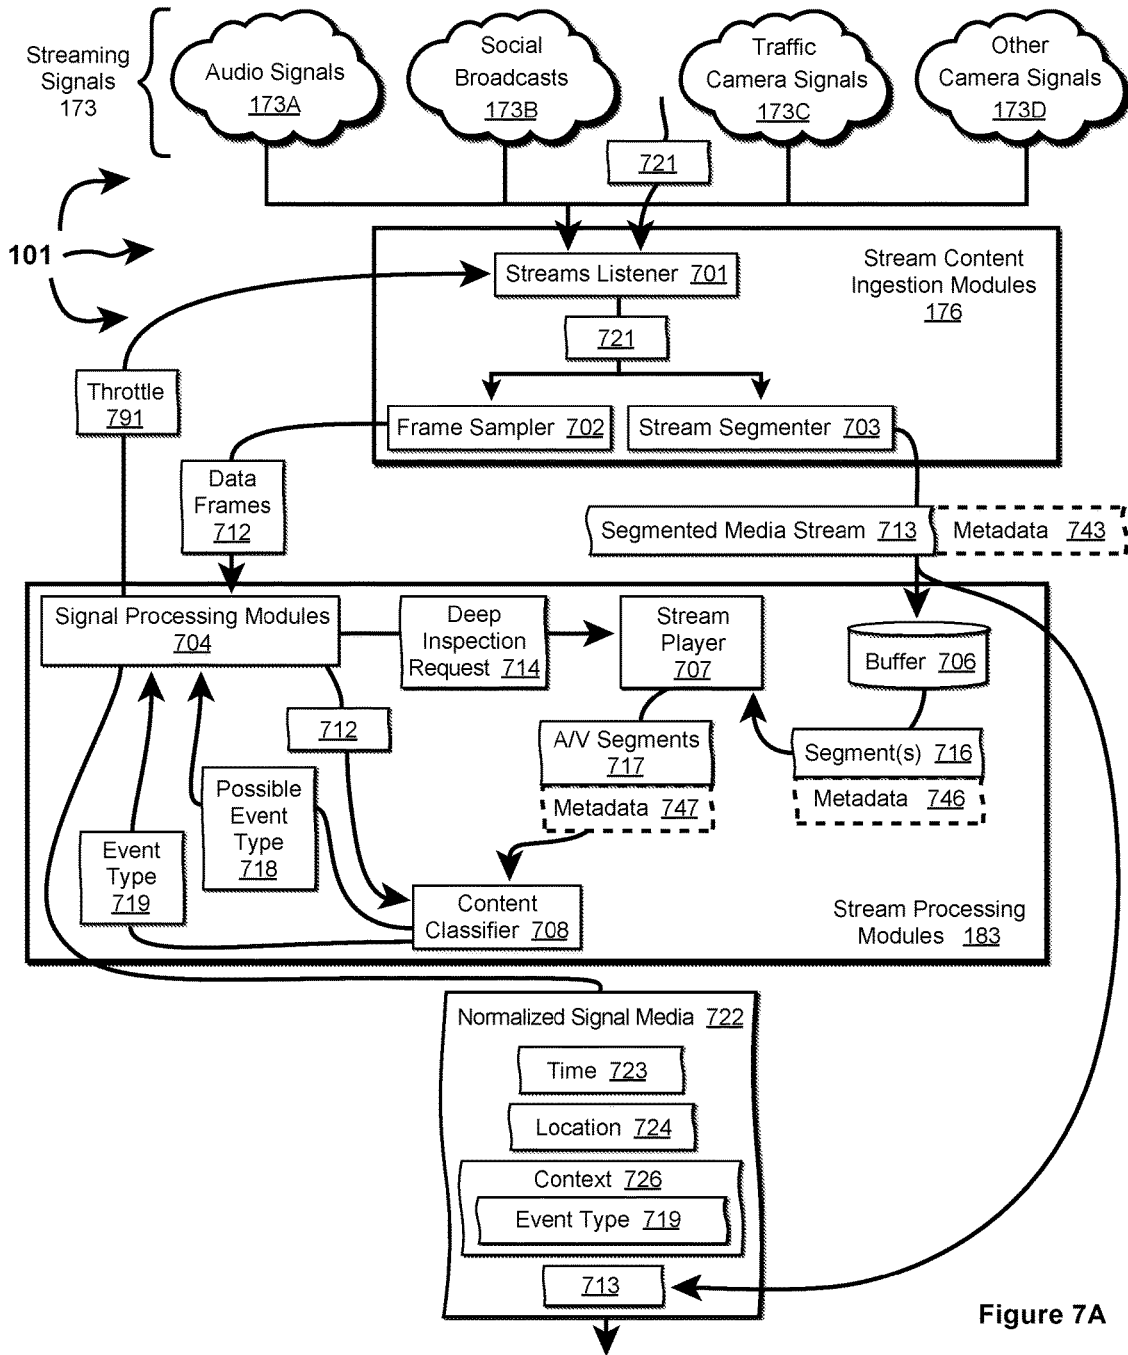 Streaming
Signals
173
Audio Signals
173A
Social
Broadcasts
173B
Traffic
Camera Signals
173C
Other
Camera Signals
173D
721
101
Streams Listener 701
Stream Content
Ingestion Modules
176
721
Throttle
791
Frame Sampler 702
Stream Segmenter 703
Data
Frames
712
Segmented Media Stream 713
Metadata 743
Signal Processing Modules
704
Deep
Inspection
Request 714
Stream
Player
707
Buffer 706
712
A/V Segments
717
Metadata 747
Segment(s) 716
Metadata 746
Possible
Event
Type
718
Event
Type
719
Content
Classifier 708
Stream Processing
Modules 183
Normalized Signal Media 722
Time 723
Location 724
Context 726
Event Type 719
713
Figure 7A